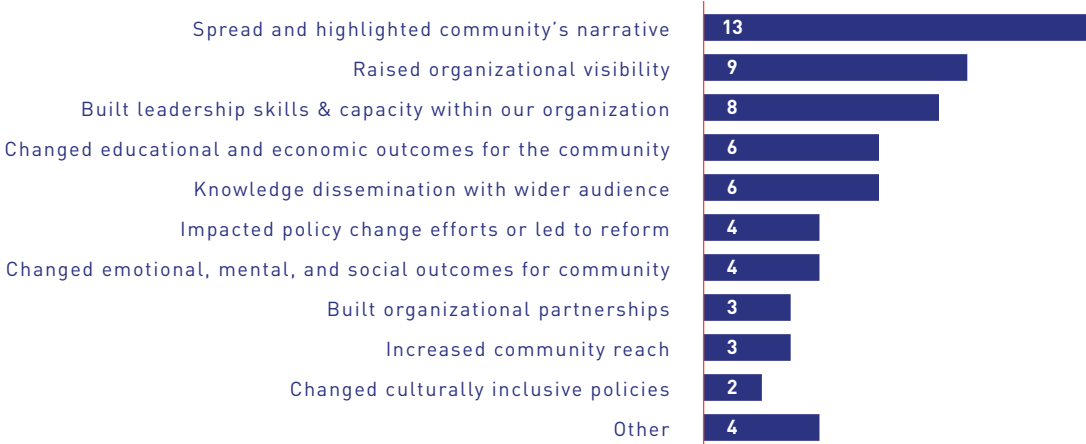 Spread and highlighted community’s narrative 13
Raised organizational visibility 9
Built leadership skills & capacity within our organization 8
Changed educational and economic outcomes for the community 6
Knowledge dissemination with wider audience 6
Impacted policy change efforts or led to reform 4
Changed emotional, mental, and social outcomes for community 4
Built organizational partnerships 3
Increased community reach 3
Changed culturally inclusive policies 2
Other 4